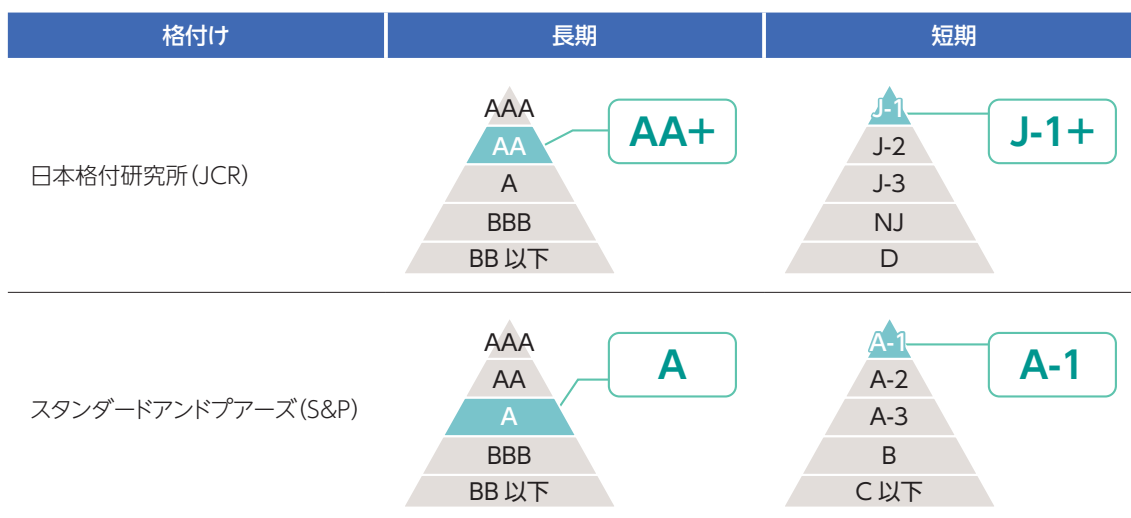 格付け 長期 短期
日本格付研究所（JCR）
AAA
AA
A
BBB
BB 以下
AA+
J-1
J-2
J-3
NJ
D
J-1+
スタンダードアンドプアーズ（S&P）
AAA
AA
A
BBB
BB 以下
A
A-1
A-2
A-3
B
C 以下
A-1